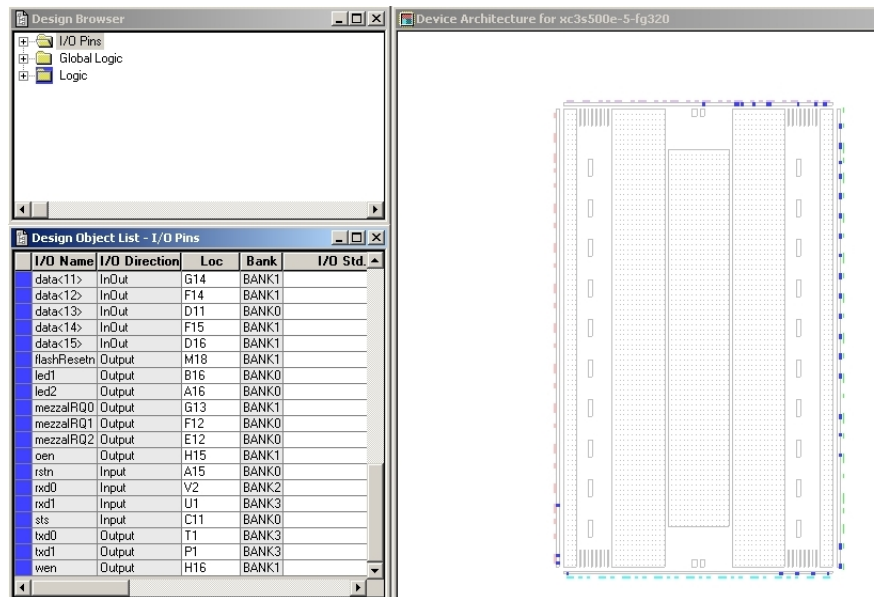 Design Browser
I/O Pins
Global Logic
Logic
Design Object List - I/O Pins
I/O Name I/O Direction Loc Bank I/O Std.
data<11> InOut G14 BANK1
data<12> InOut F14 BANK1
data<13> InOut D11 BANK0
data<14> InOut F15 BANK1
data<15> InOut D16 BANK1
flashResetn Output M18 BANK1
led1 Output B16 BANK0
led2 Output A16 BANK0
mezzaIRQ0 Output G13 BANK1
mezzaIRQ1 Output F12 BANK0
mezzaIRQ2 Output E12 BANK0
oen Output H15 BANK1
rstn Input A15 BANK0
rxd0 Input V2 BANK2
rxd1 Input U1 BANK3
sts Input C11 BANK0
txd0 Output T1 BANK3
txd1 Output P1 BANK3
wen Output H16 BANK1
Device Architecture for xc3s500e-5-fg320